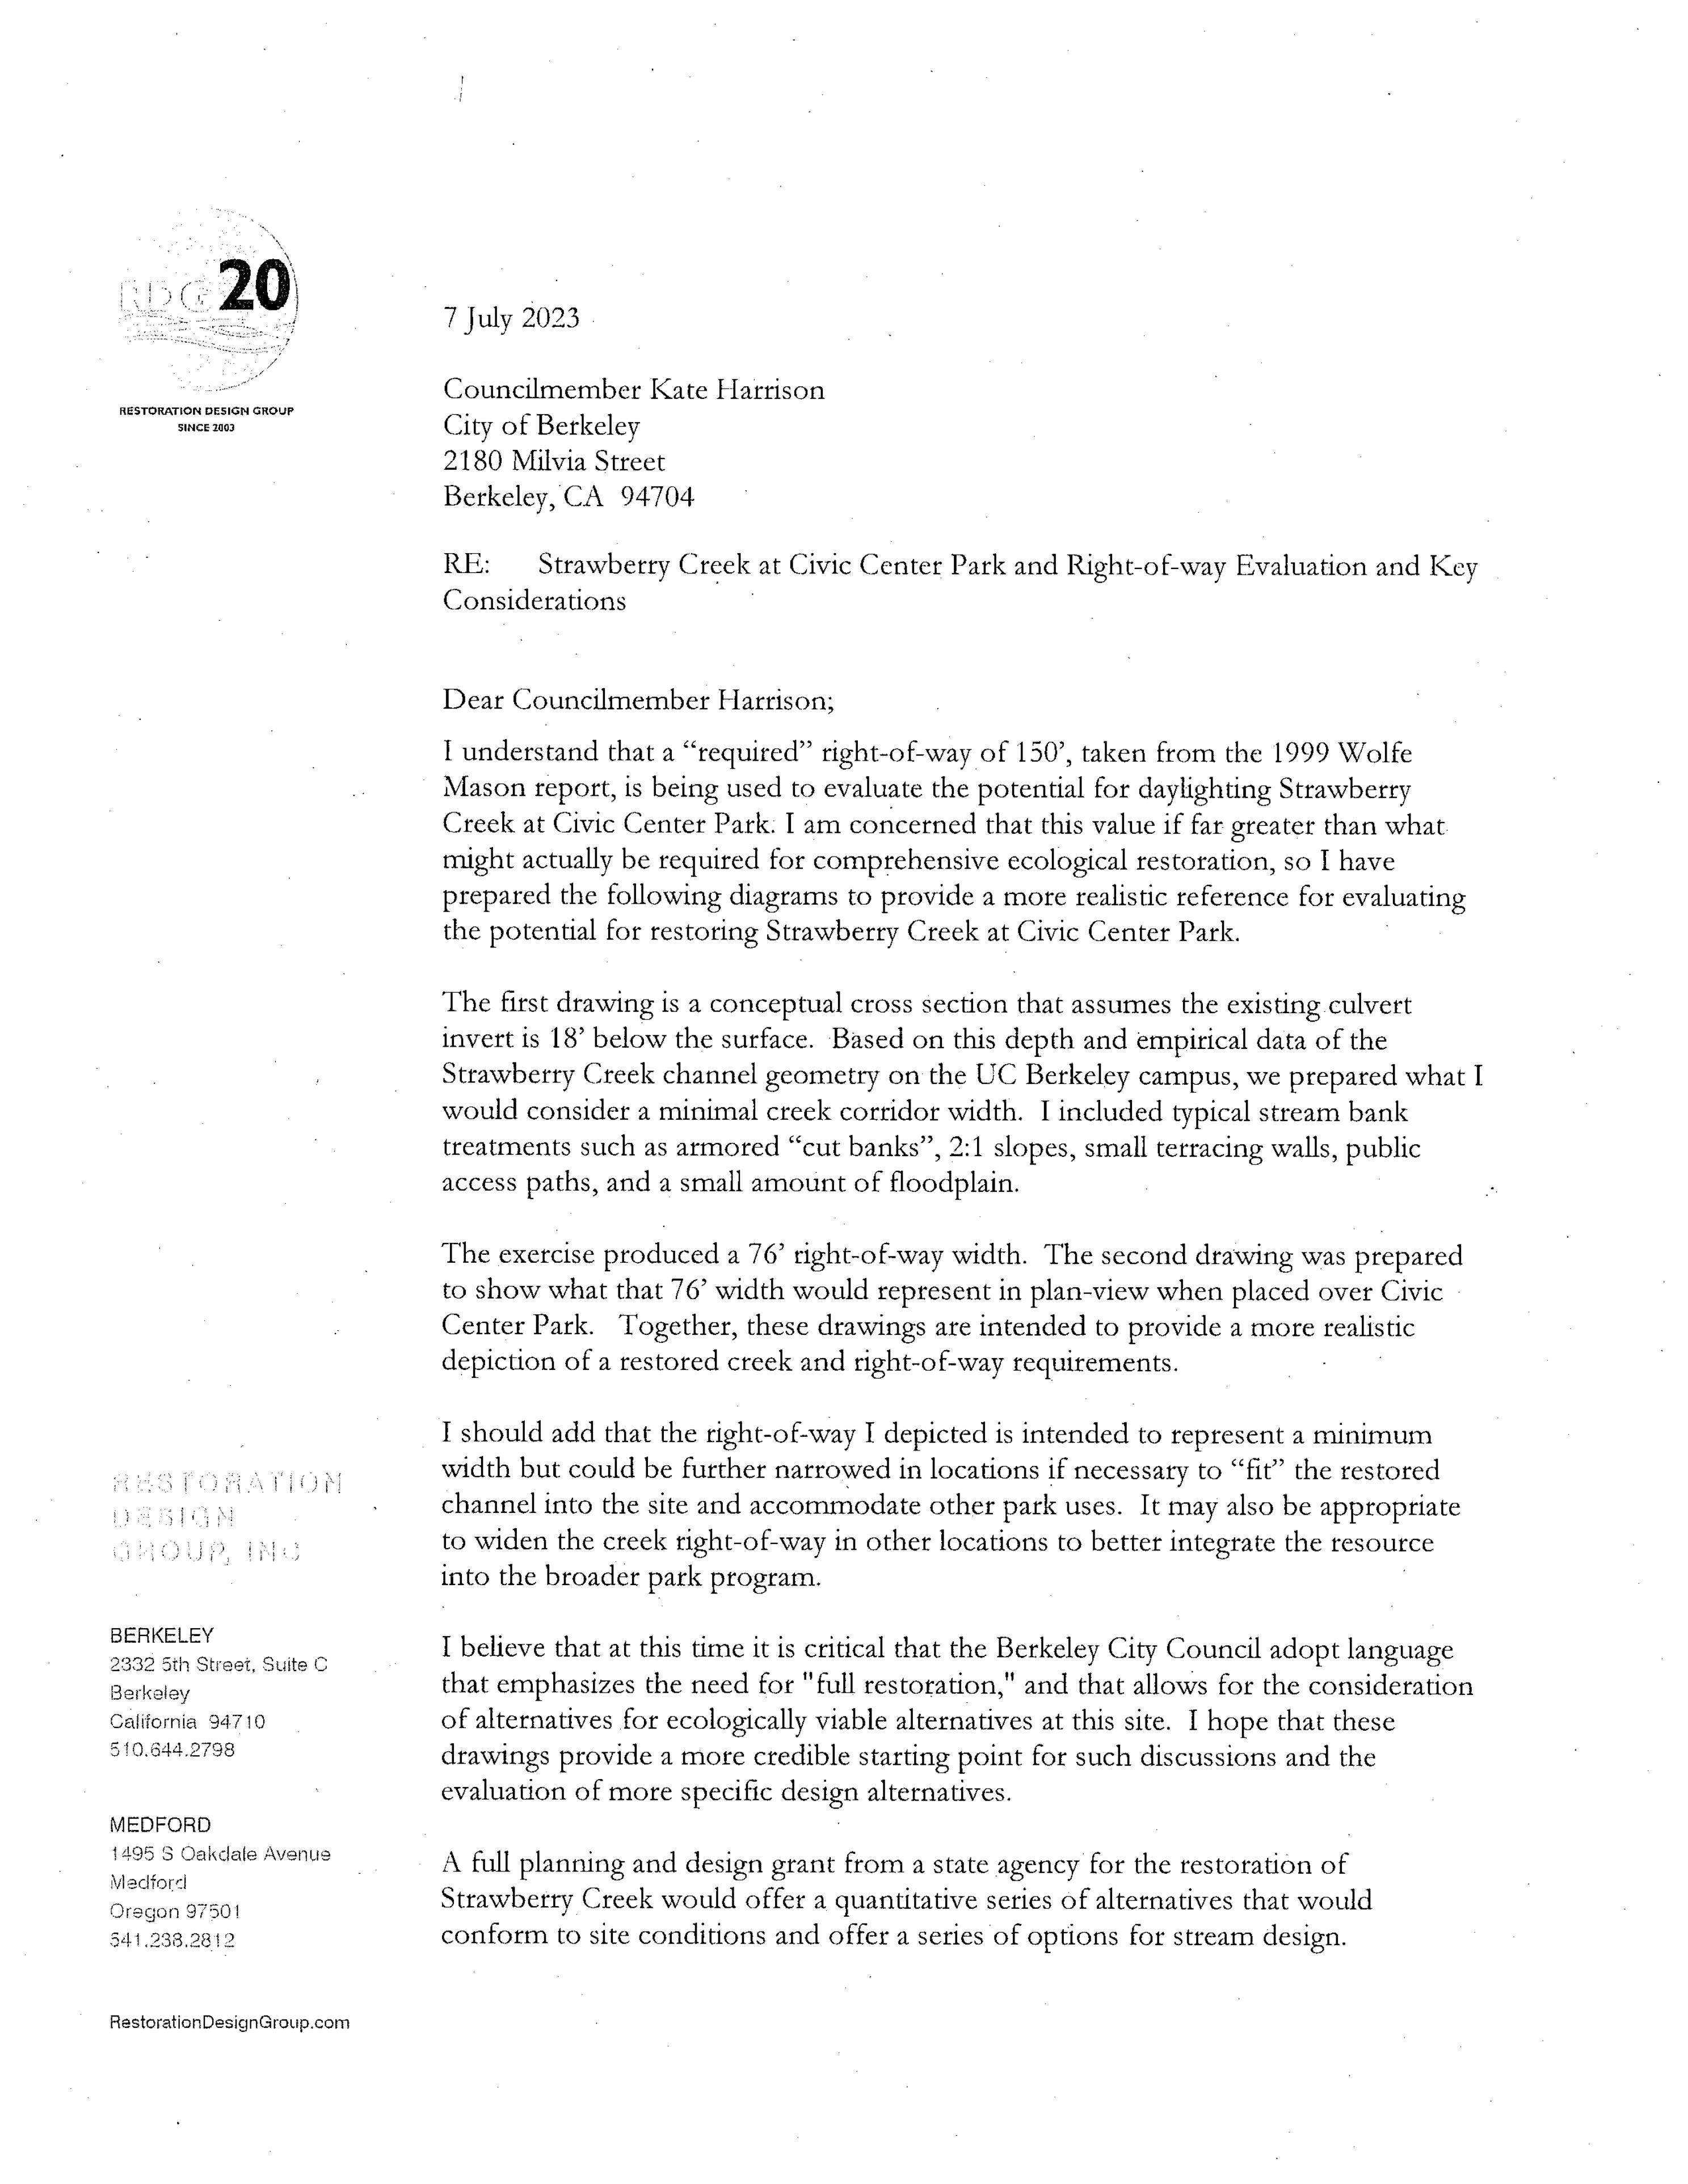 RDG 20
RESTORATION DESIGN GROUP
SINCE 2003
7 July 2023
Councilmember Kate Harrison
City of Berkeley
2180 Milvia Street
Berkeley, CA 94704
RE: Strawberry Creek at Civic Center Park and Right-of-way Evaluation and Key
Considerations
Dear Councilmember Harrison;
I understand that a “required” right-of-way of 150’, taken from the 1999 Wolfe
Mason report, is being used to evaluate the potential for daylighting Strawberry
Creek at Civic Center Park. I am concerned that this value if far greater than what
might actually be required for comprehensive ecological restoration, so I have
prepared the following diagrams to provide a more realistic reference for evaluating
the potential for restoring Strawberry Creek at Civic Center Park.
The first drawing is a conceptual cross section that assumes the existing culvert
invert is 18’ below the surface. Based on this depth and empirical data of the
Strawberry Creek channel geometry on the UC Berkeley campus, we prepared what I
would consider a minimal creek corridor width. I included typical stream bank
treatments such as armored “cut banks”, 2:1 slopes, small terracing walls, public
access paths, and a small amount of floodplain.
The exercise produced a 76’ right-of-way width. The second drawing was prepared
to show what that 76’ width would represent in plan-view when placed over Civic
Center Park. Together, these drawings are intended to provide a more realistic
depiction of a restored creek and right-of-way requirements.
I should add that the right-of-way I depicted is intended to represent a minimum
width but could be further narrowed in locations if necessary to “fit” the restored
channel into the site and accommodate other park uses. It may also be appropriate
to widen the creek right-of-way in other locations to better integrate the resource
into the broader park program.
I believe that at this time it is critical that the Berkeley City Council adopt language
that emphasizes the need for "full restoration," and that allows for the consideration
of alternatives for ecologically viable alternatives at this site. I hope that these
drawings provide a more credible starting point for such discussions and the
evaluation of more specific design alternatives.
A full planning and design grant from a state agency for the restoration of
Strawberry Creek would offer a quantitative series of alternatives that would
conform to site conditions and offer a series of options for stream design.
RESTORATION
DESIGN
GROUP, INC
BERKELEY
2332 5th Street, Suite C
Berkeley
California 94710
510.644.2798
MEDFORD
1495 S Oakdale Avenue
Medford
Oregon 97501
541.238.2812
RestorationDesignGroup.com